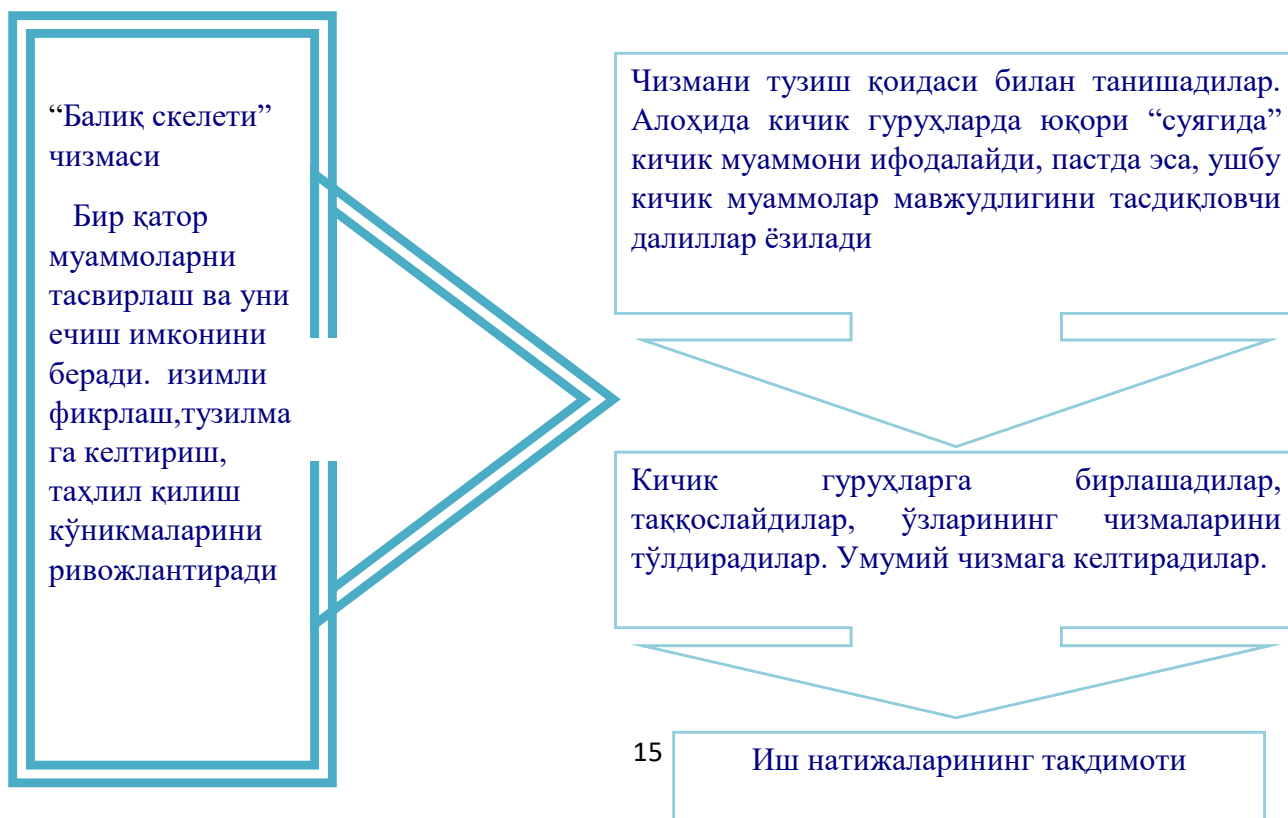 “Балиқ скелети”
чизмаси
Бир қатор
муаммоларни
тасвирлаш ва уни
ечиш имконини
беради. изимли
фикрлаш,тузилма
га келтириш,
таҳлил қилиш
кўникмаларини
ривожлантиради
Чизмани тузиш қоидаси билан танишадилар.
Алоҳида кичик гуруҳларда юқори “суягида”
кичик муаммони ифодалайди, пастда эса, ушбу
кичик муаммолар мавжудлигини тасдиқловчи
далиллар ёзилади
Кичик гуруҳларга бирлашадилар,
таққослайдилар, ўзларининг чизмаларини
тўлдирадилар. Умумий чизмага келтирадилар.
15
Иш натижаларининг тақдимоти